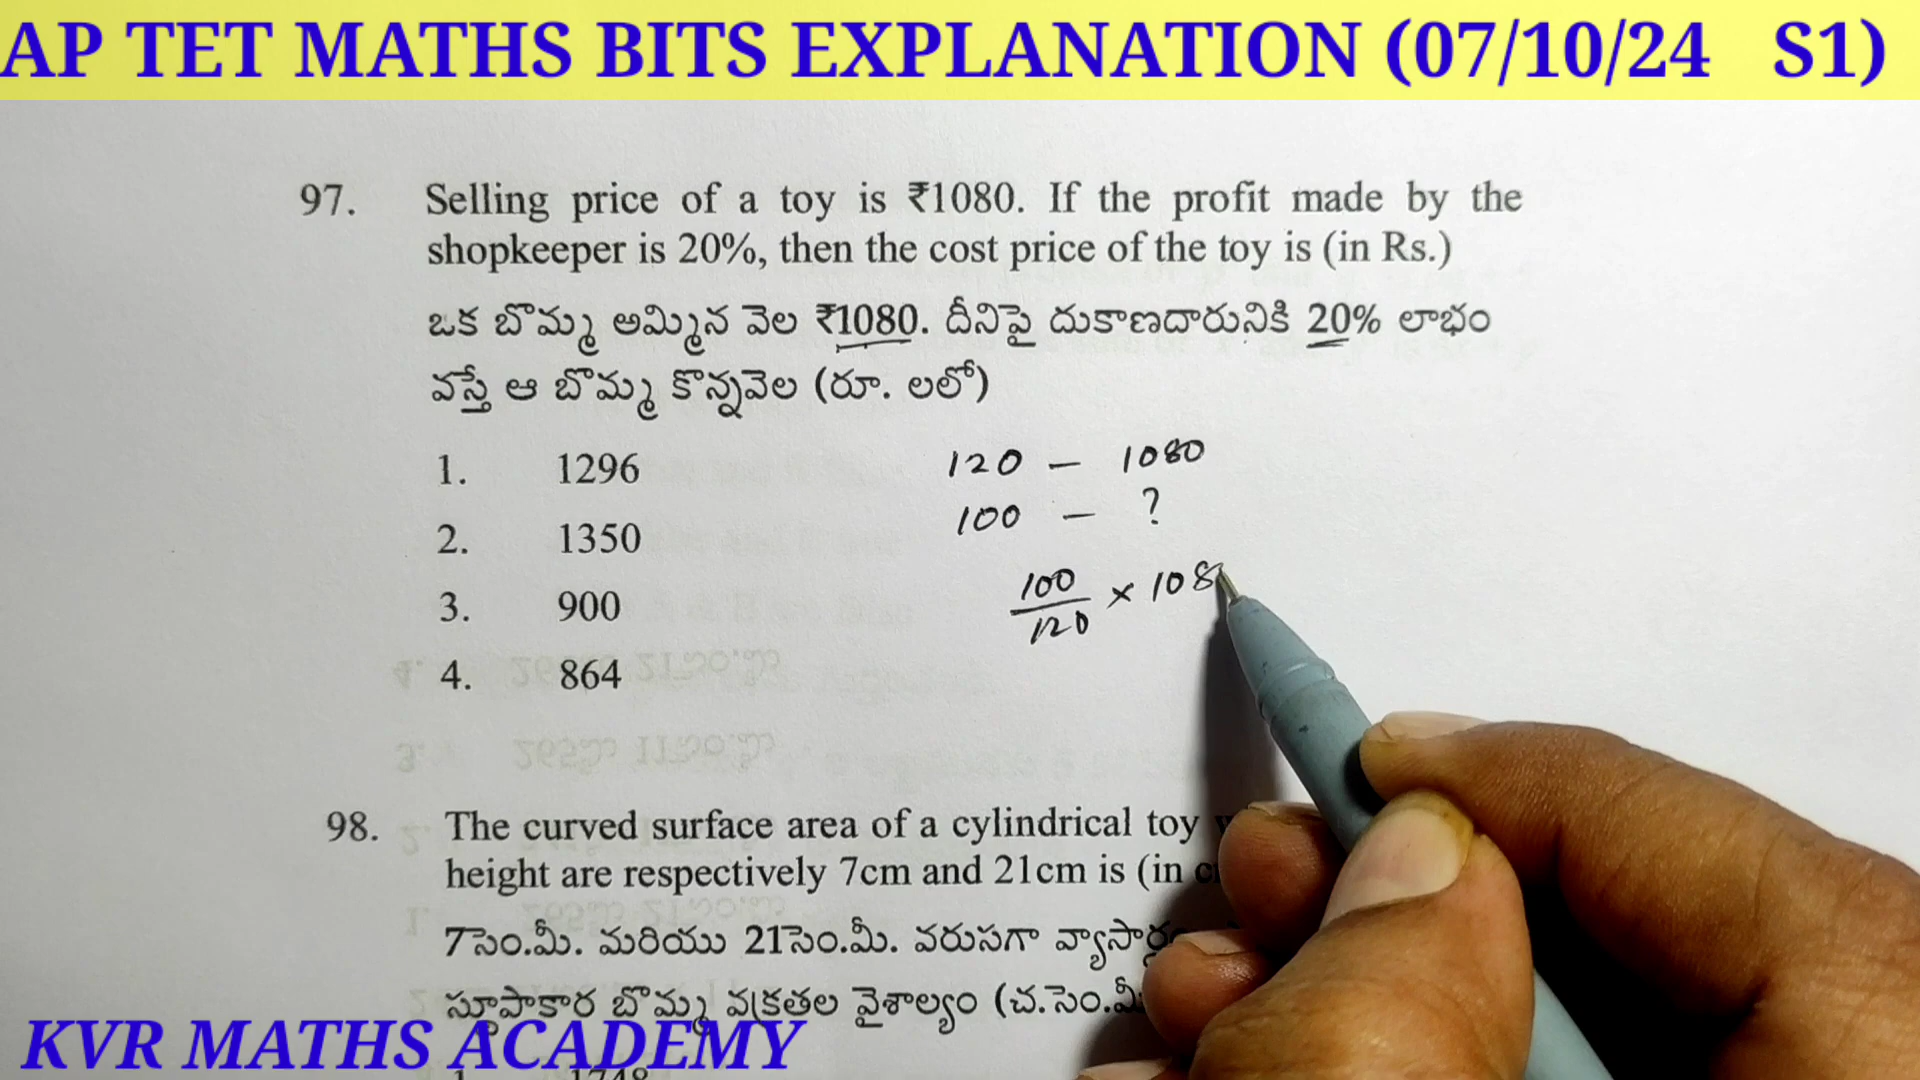 AP TET MATHS BITS EXPLANATION (07/10/24 S1)
97. Selling price of a toy is ₹1080. If the profit made by the
shopkeeper is 20%, then the cost price of the toy is (in Rs.)
ఒక బొమ్మ అమ్మిన వెల ₹1080. దీనిపై దుకాణదారునికి 20% లాభం
వస్తే ఆ బొమ్మ కొన్నవెల (రూ. లలో)
1. 1296
2. 1350
3. 900
4. 864
120 – 1080
100 – ?
100
120
× 108
98. The curved surface area of a cylindrical toy
height are respectively 7cm and 21cm is (in
7సెం.మీ. మరియు 21సెం.మీ. వరుసగా
స్థూపాకార బొమ్మ వక్రతల వైశాల్యం (చ.సెం.మీ.
KVR MATHS ACADEMY
1. 1748